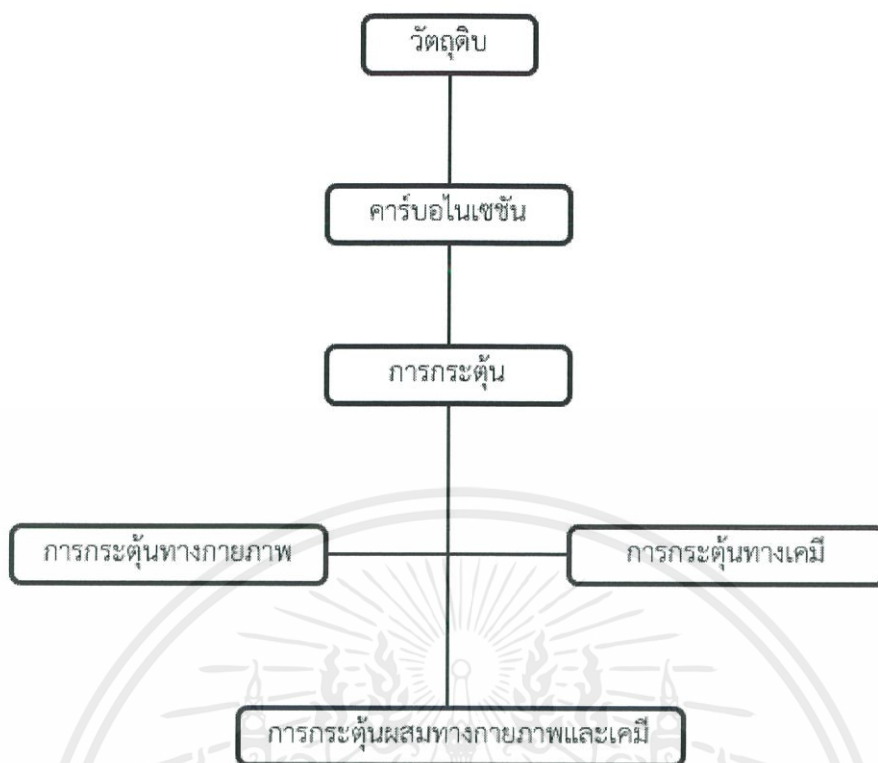 วัตถุดิบ
คาร์บอไนเซชัน
การกระตุ้น
การกระตุ้นทางกายภาพ
การกระตุ้นทางเคมี
การกระตุ้นผสมทางกายภาพและเคมี